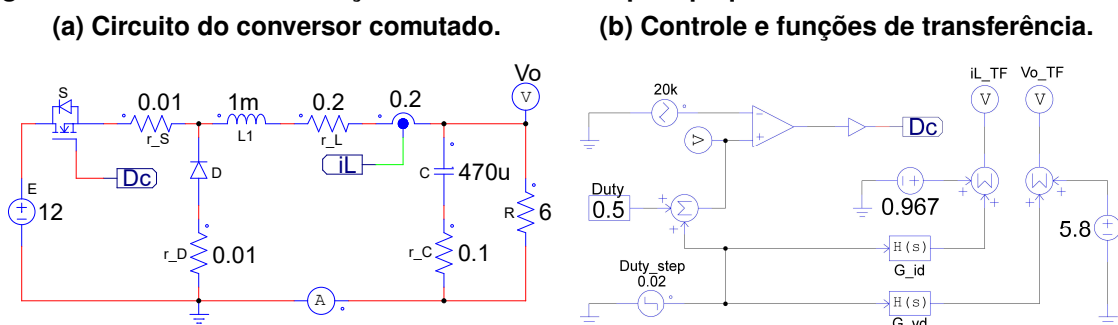 (a) Circuito do conversor comutado.
(b) Controle e funções de transferência.
S
0.01
r_S
1m
L1
0.2
r_L
0.2
Vo
V
Dc
D
iL
C
470u
E
12
R
6
r_D
0.01
r_C
0.1
A
20k
iL_TF
Vo_TF
V
V
V
Dc
Duty
0.5
Σ
0.967
Σ
Σ
5.8
H(s)
G_id
Duty_step
0.02
H(s)
G_vd